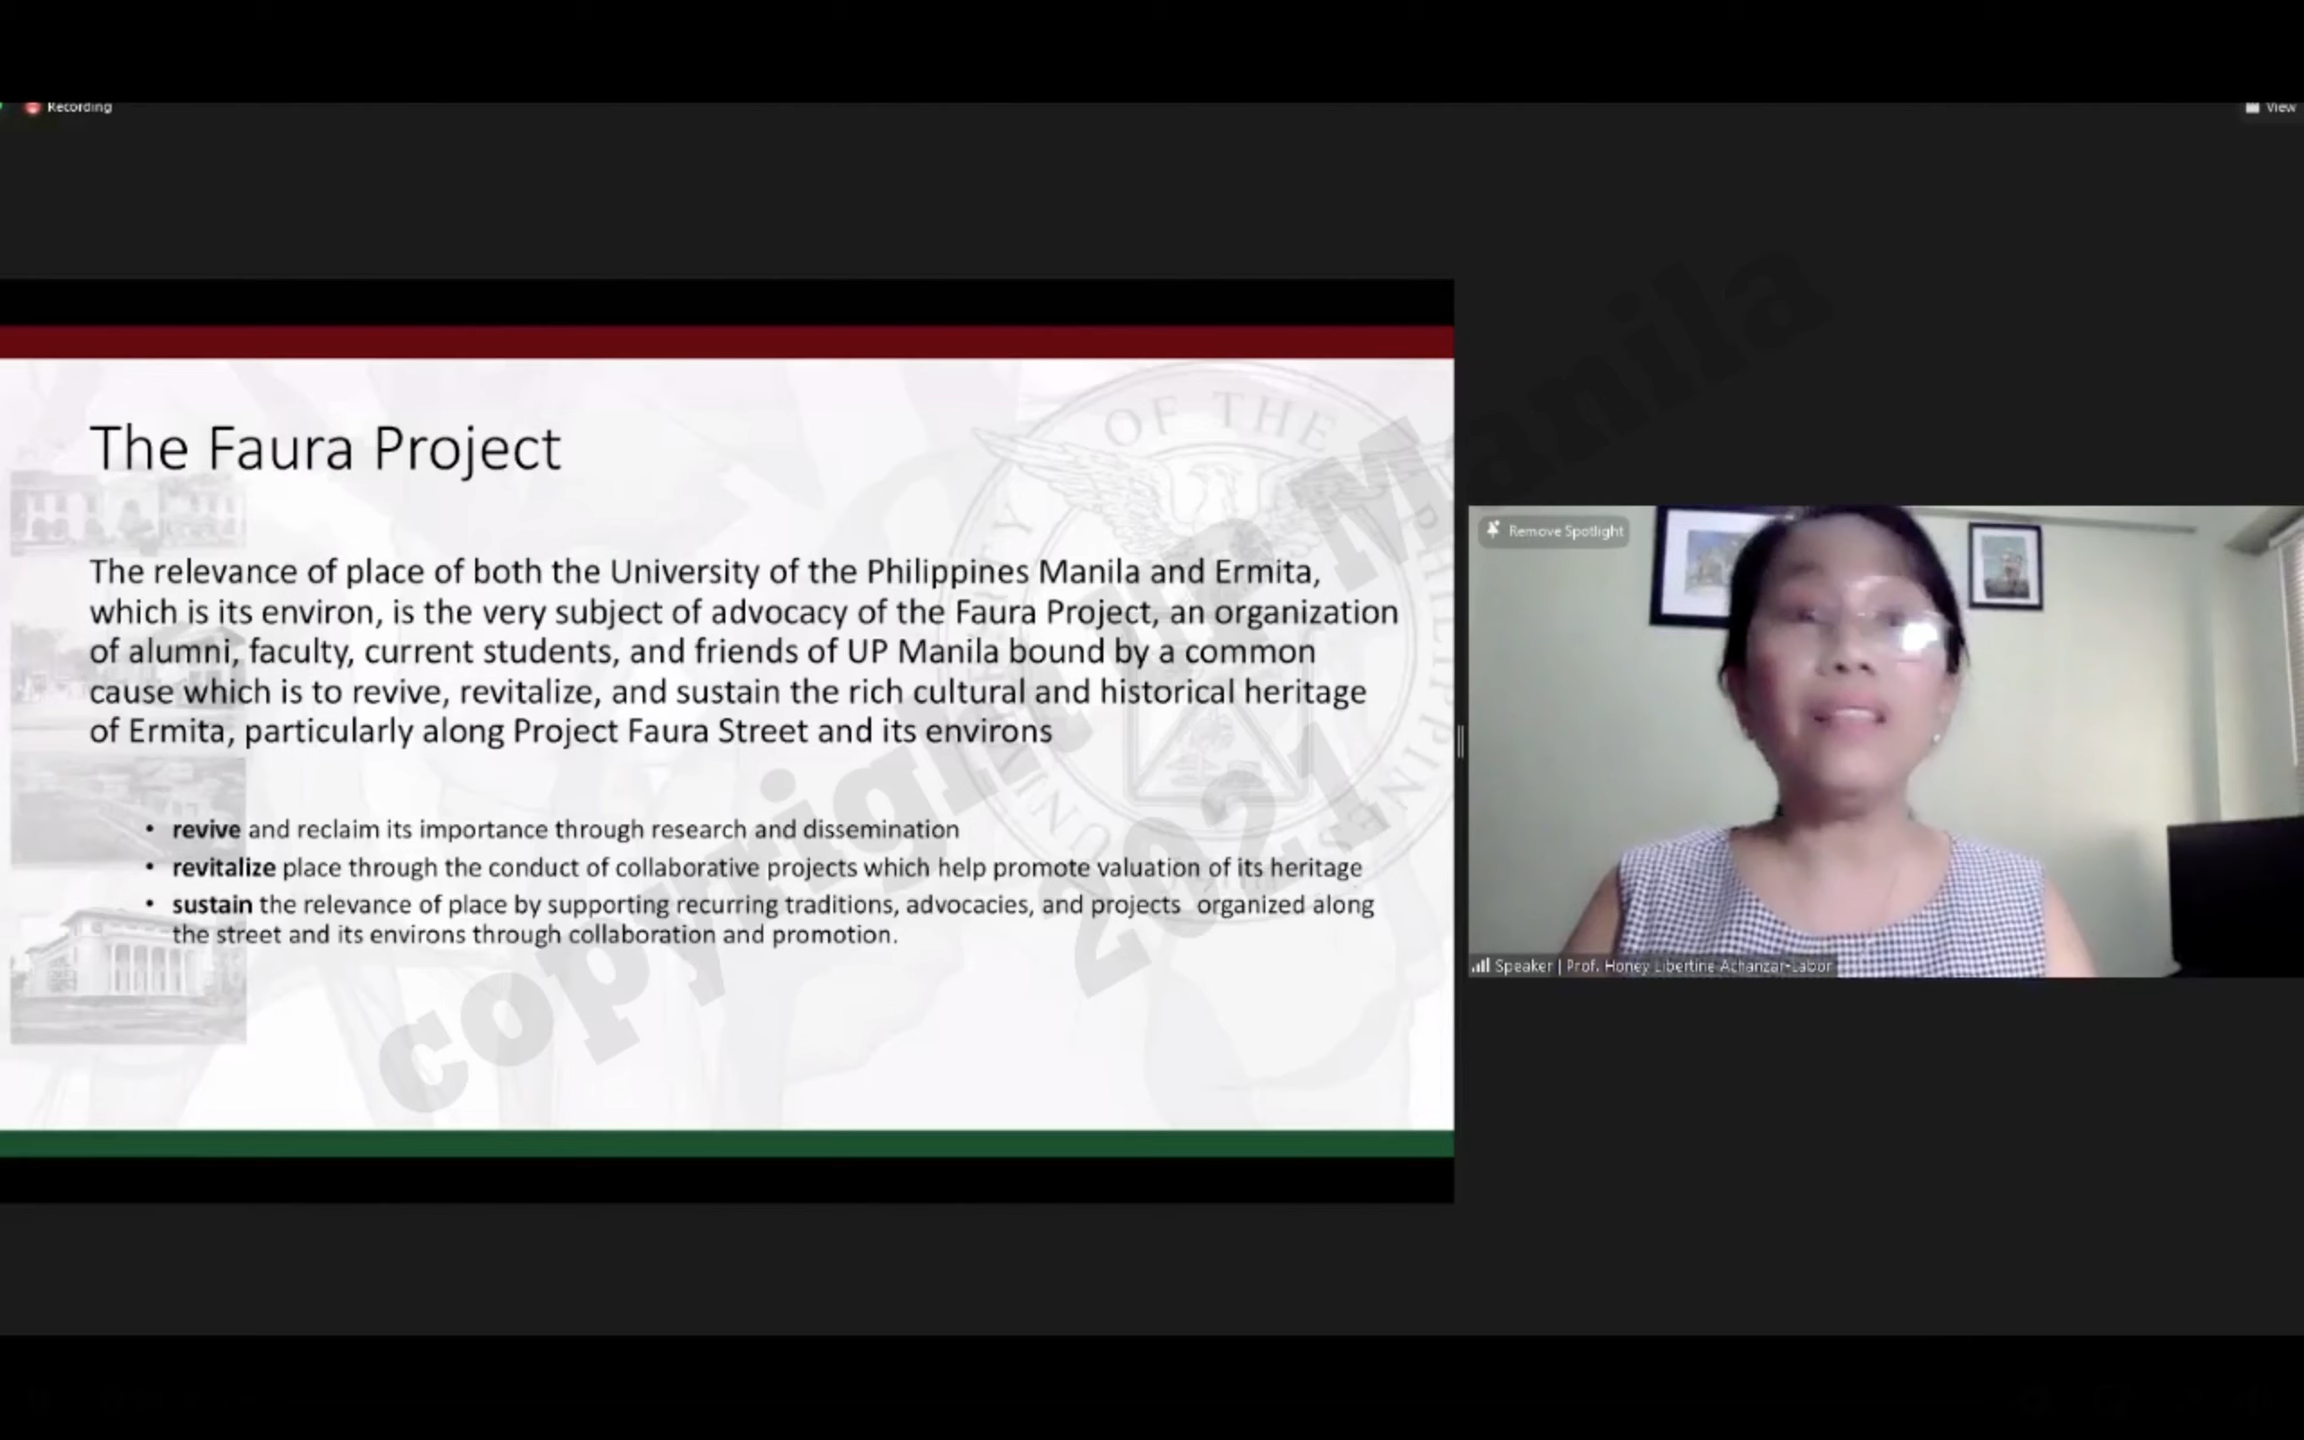 Recording
View
The Faura Project
The relevance of place of both the University of the Philippines Manila and Ermita,
which is its environ, is the very subject of advocacy of the Faura Project, an organization
of alumni, faculty, current students, and friends of UP Manila bound by a common
cause which is to revive, revitalize, and sustain the rich cultural and historical heritage
of Ermita, particularly along Project Faura Street and its environs
• revive and reclaim its importance through research and dissemination
• revitalize place through the conduct of collaborative projects which help promote valuation of its heritage
• sustain the relevance of place by supporting recurring traditions, advocacies, and projects organized along
the street and its environs through collaboration and promotion.
copyright UP Manila
2021
UNIVERSITY OF THE PHILIPPINES
Remove Spotlight
Speaker | Prof. Honey Libertine Achanzar-Labor